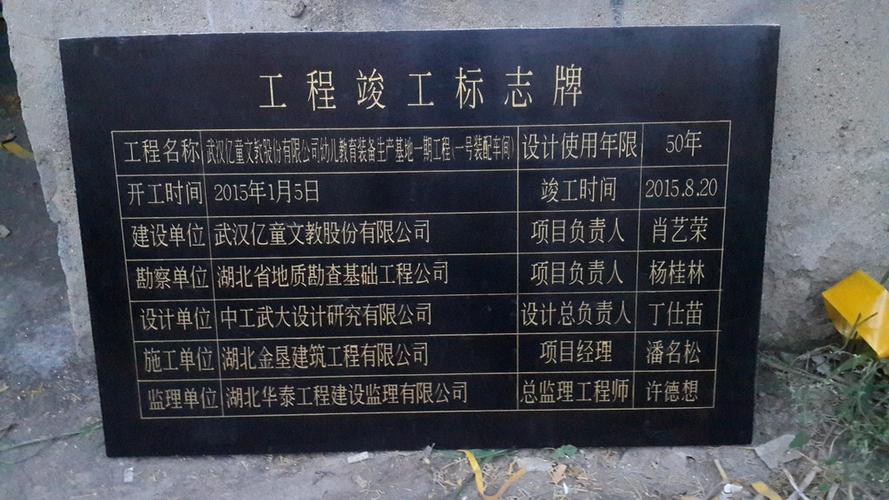 工程竣工标志牌
工程名称 武汉亿童文教股份有限公司幼儿教育装备生产基地一期工程(一号装配车间) 设计使用年限 50年
开工时间 2015年1月5日 竣工时间 2015.8.20
建设单位 武汉亿童文教股份有限公司 项目负责人 肖艺荣
勘察单位 湖北省地质勘查基础工程公司 项目负责人 杨桂林
设计单位 中工武大设计研究有限公司 设计总负责人 丁仕苗
施工单位 湖北金垦建筑工程有限公司 项目经理 潘名松
监理单位 湖北华泰工程建设监理有限公司 总监理工程师 许德想